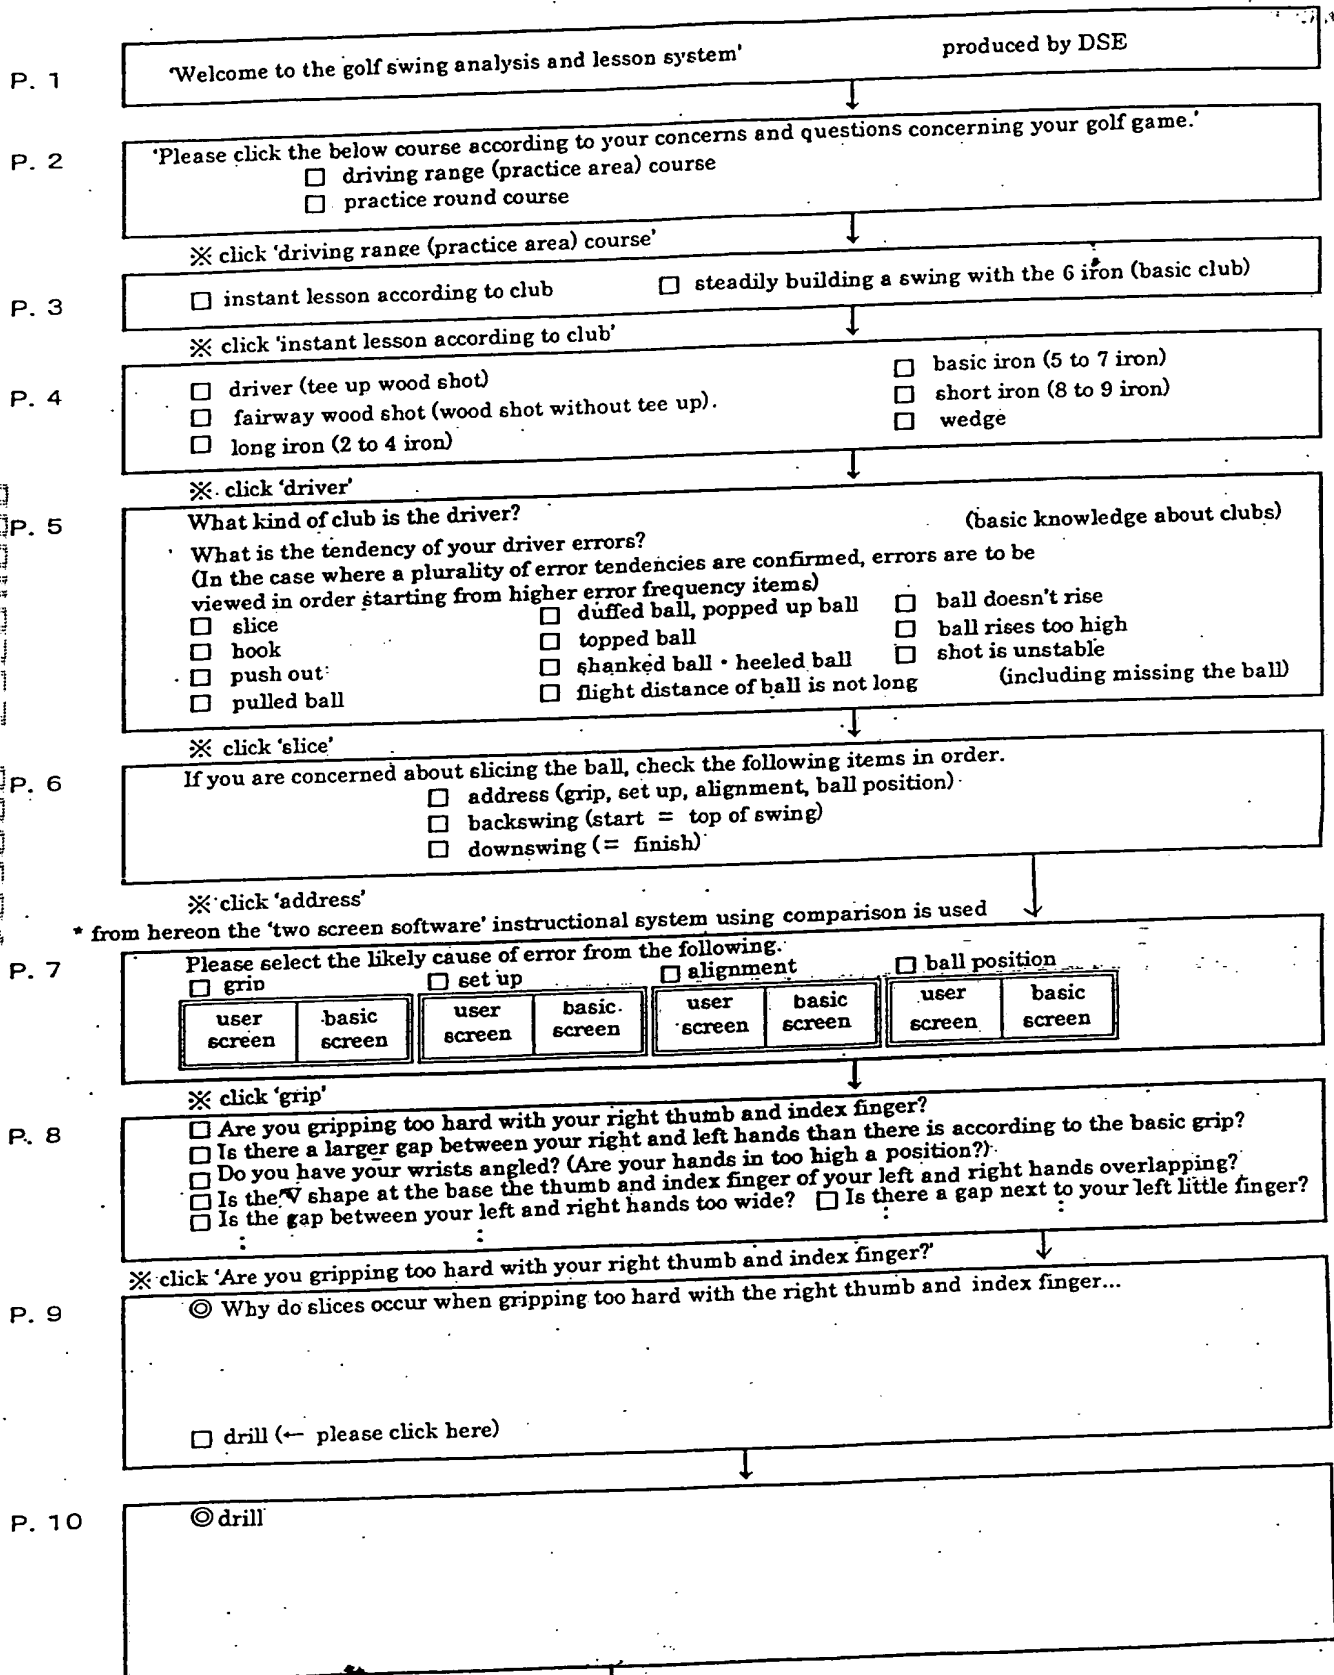 P. 1
'Welcome to the golf swing analysis and lesson system' produced by DSE
P. 2
'Please click the below course according to your concerns and questions concerning your golf game.'
□ driving range (practice area) course
□ practice round course
※ click 'driving range (practice area) course'
P. 3
□ instant lesson according to club □ steadily building a swing with the 6 iron (basic club)
※ click 'instant lesson according to club'
P. 4
□ driver (tee up wood shot) □ basic iron (5 to 7 iron)
□ fairway wood shot (wood shot without tee up). □ short iron (8 to 9 iron)
□ long iron (2 to 4 iron) □ wedge
※ click 'driver'
P. 5
What kind of club is the driver? (basic knowledge about clubs)
What is the tendency of your driver errors?
(In the case where a plurality of error tendencies are confirmed, errors are to be
viewed in order starting from higher error frequency items)
□ slice □ duffed ball, popped up ball □ ball doesn't rise
□ hook □ topped ball □ ball rises too high
□ push out □ shanked ball・heeled ball □ shot is unstable
□ pulled ball □ flight distance of ball is not long (including missing the ball)
※ click 'slice'
P. 6
If you are concerned about slicing the ball, check the following items in order.
□ address (grip, set up, alignment, ball position)
□ backswing (start = top of swing)
□ downswing (= finish)
※ click 'address'
* from hereon the 'two screen software' instructional system using comparison is used
P. 7
Please select the likely cause of error from the following.
□ grip □ set up □ alignment □ ball position
user basic user basic user basic user basic
screen screen screen screen screen screen screen screen
※ click 'grip'
P. 8
□ Are you gripping too hard with your right thumb and index finger?
□ Is there a larger gap between your right and left hands than there is according to the basic grip?
□ Do you have your wrists angled? (Are your hands in too high a position?)
□ Is the V shape at the base the thumb and index finger of your left and right hands overlapping?
□ Is the gap between your left and right hands too wide? □ Is there a gap next to your left little finger?
: : : :
※ click 'Are you gripping too hard with your right thumb and index finger?'
P. 9
◎ Why do slices occur when gripping too hard with the right thumb and index finger...
□ drill (← please click here)
P. 10
◎ drill